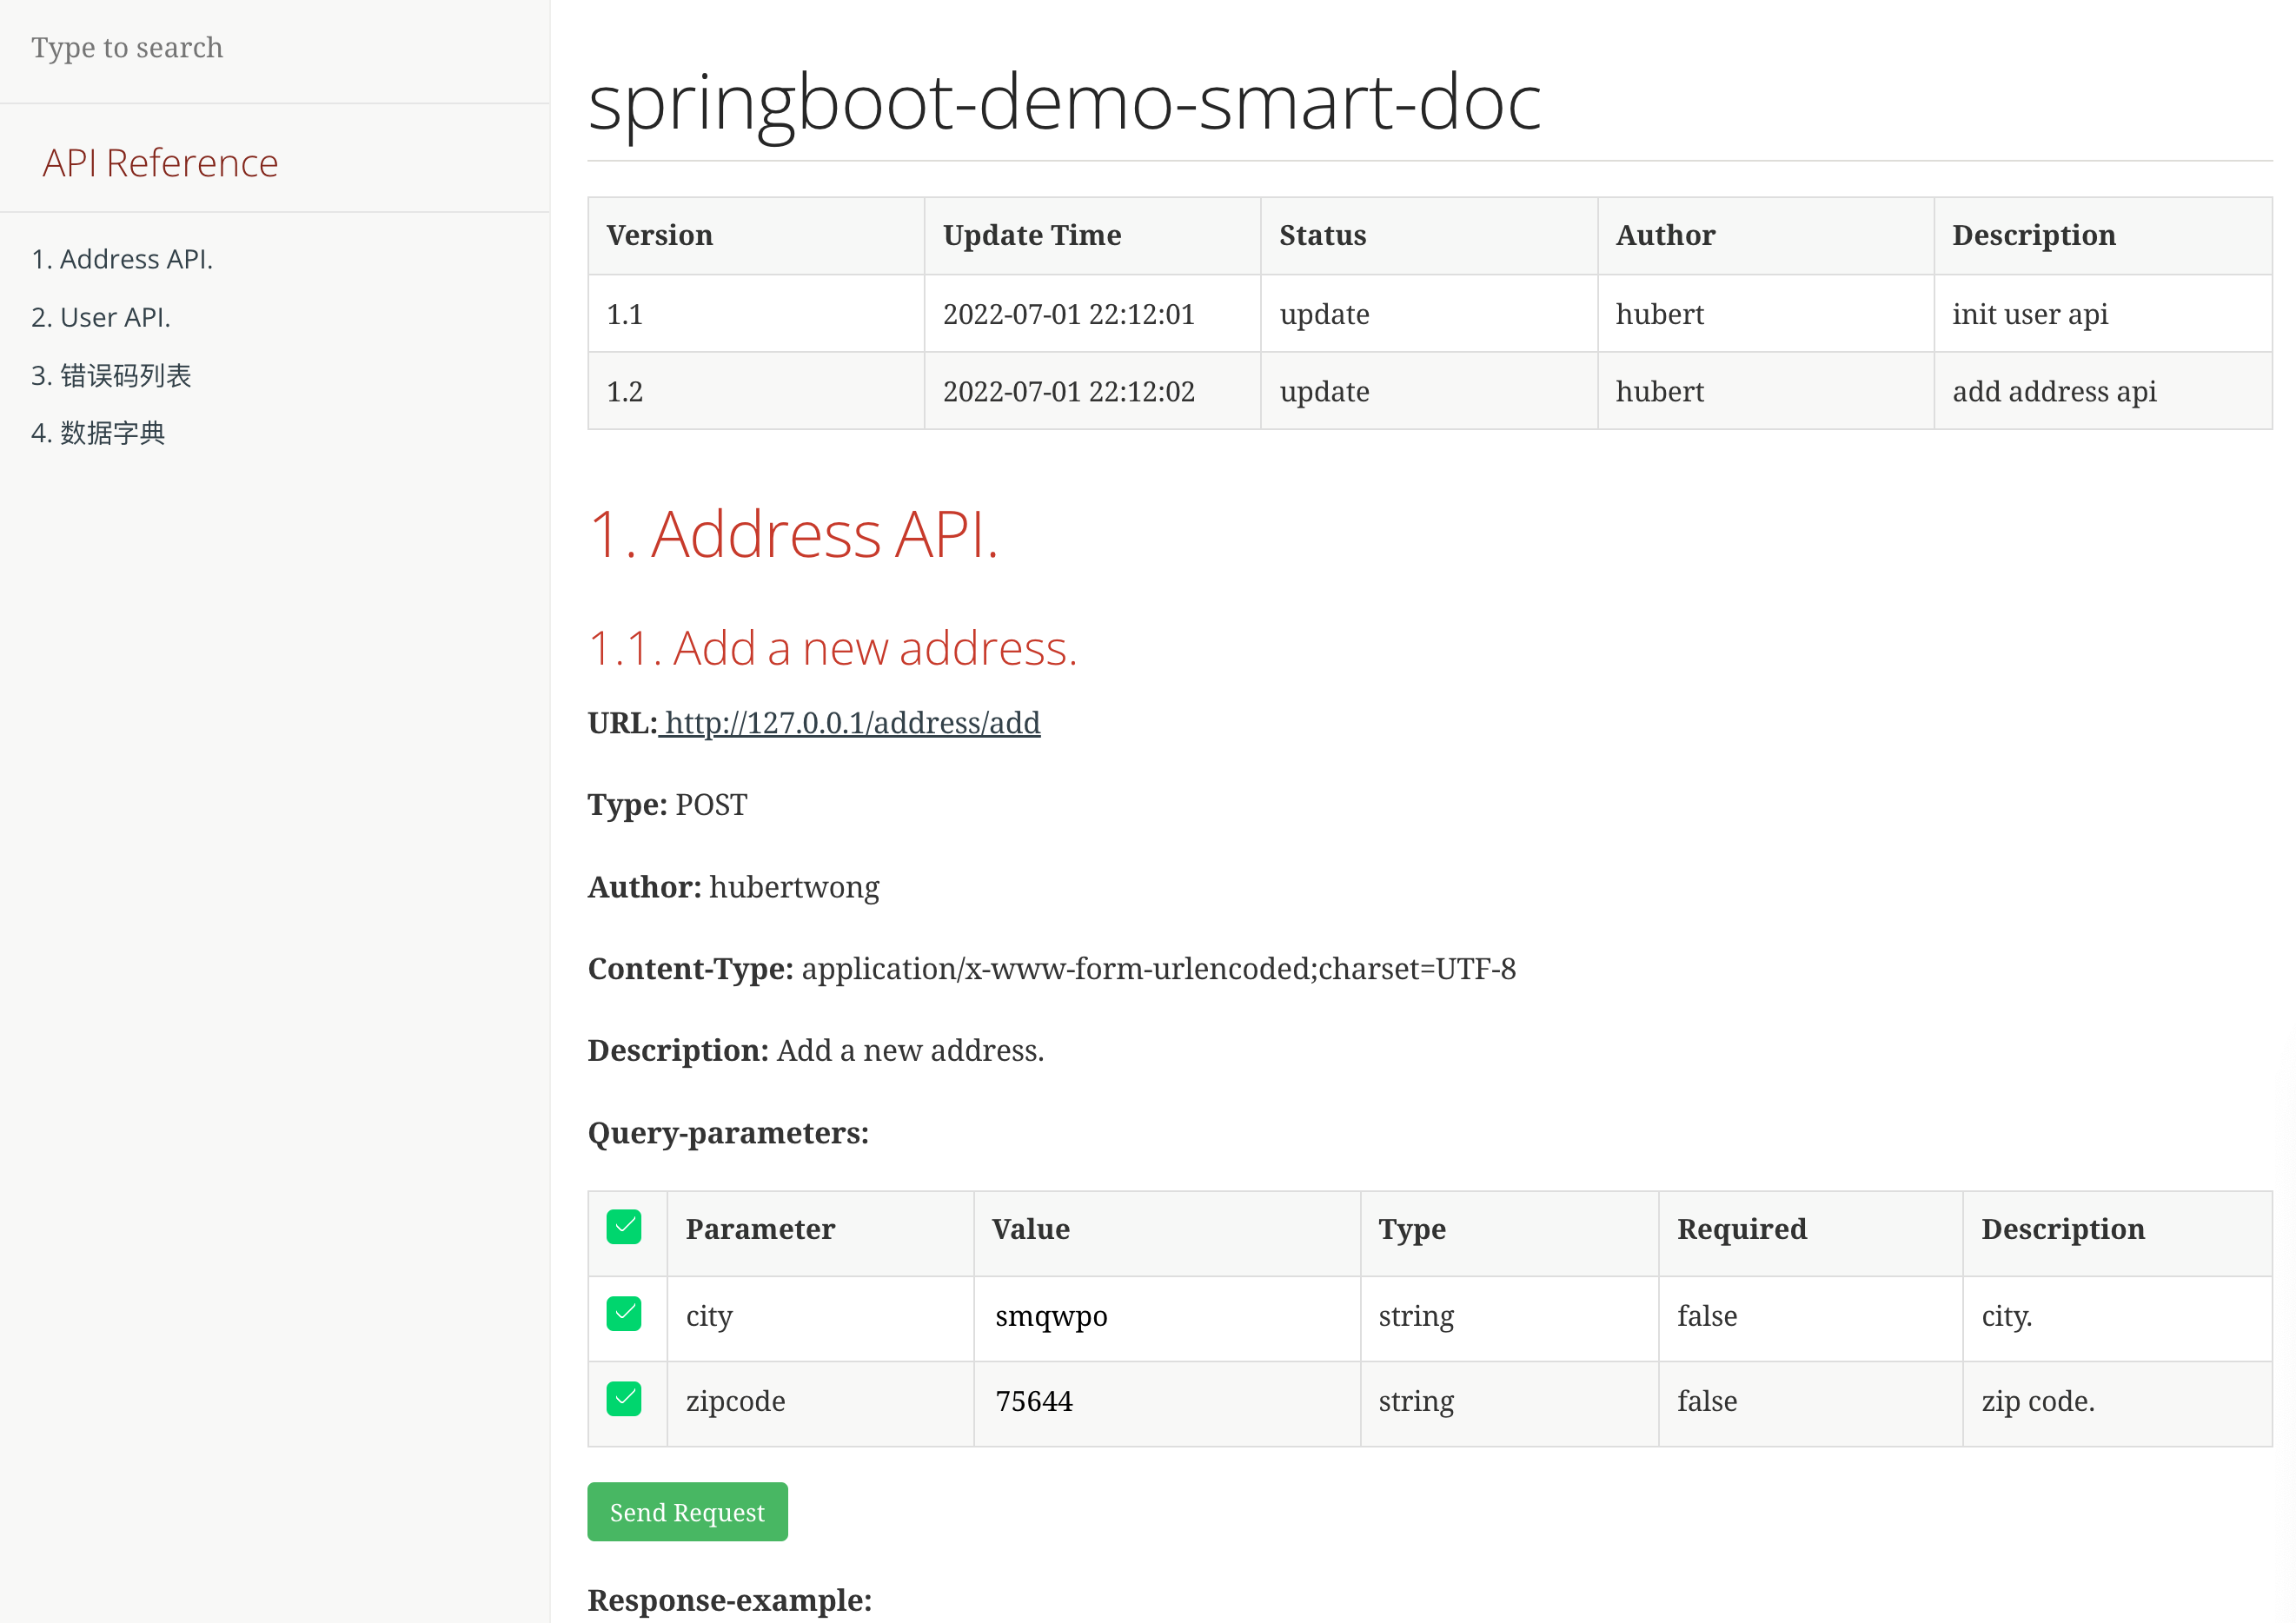 Type to search
API Reference
1. Address API.
2. User API.
3. 错误码列表
4. 数据字典
springboot-demo-smart-doc
Version Update Time Status Author Description
1.1 2022-07-01 22:12:01 update hubert init user api
1.2 2022-07-01 22:12:02 update hubert add address api
1. Address API.
1.1. Add a new address.
URL: http://127.0.0.1/address/add
Type: POST
Author: hubertwong
Content-Type: application/x-www-form-urlencoded;charset=UTF-8
Description: Add a new address.
Query-parameters:
Parameter Value Type Required Description
city smqwpo string false city.
zipcode 75644 string false zip code.
Send Request
Response-example: